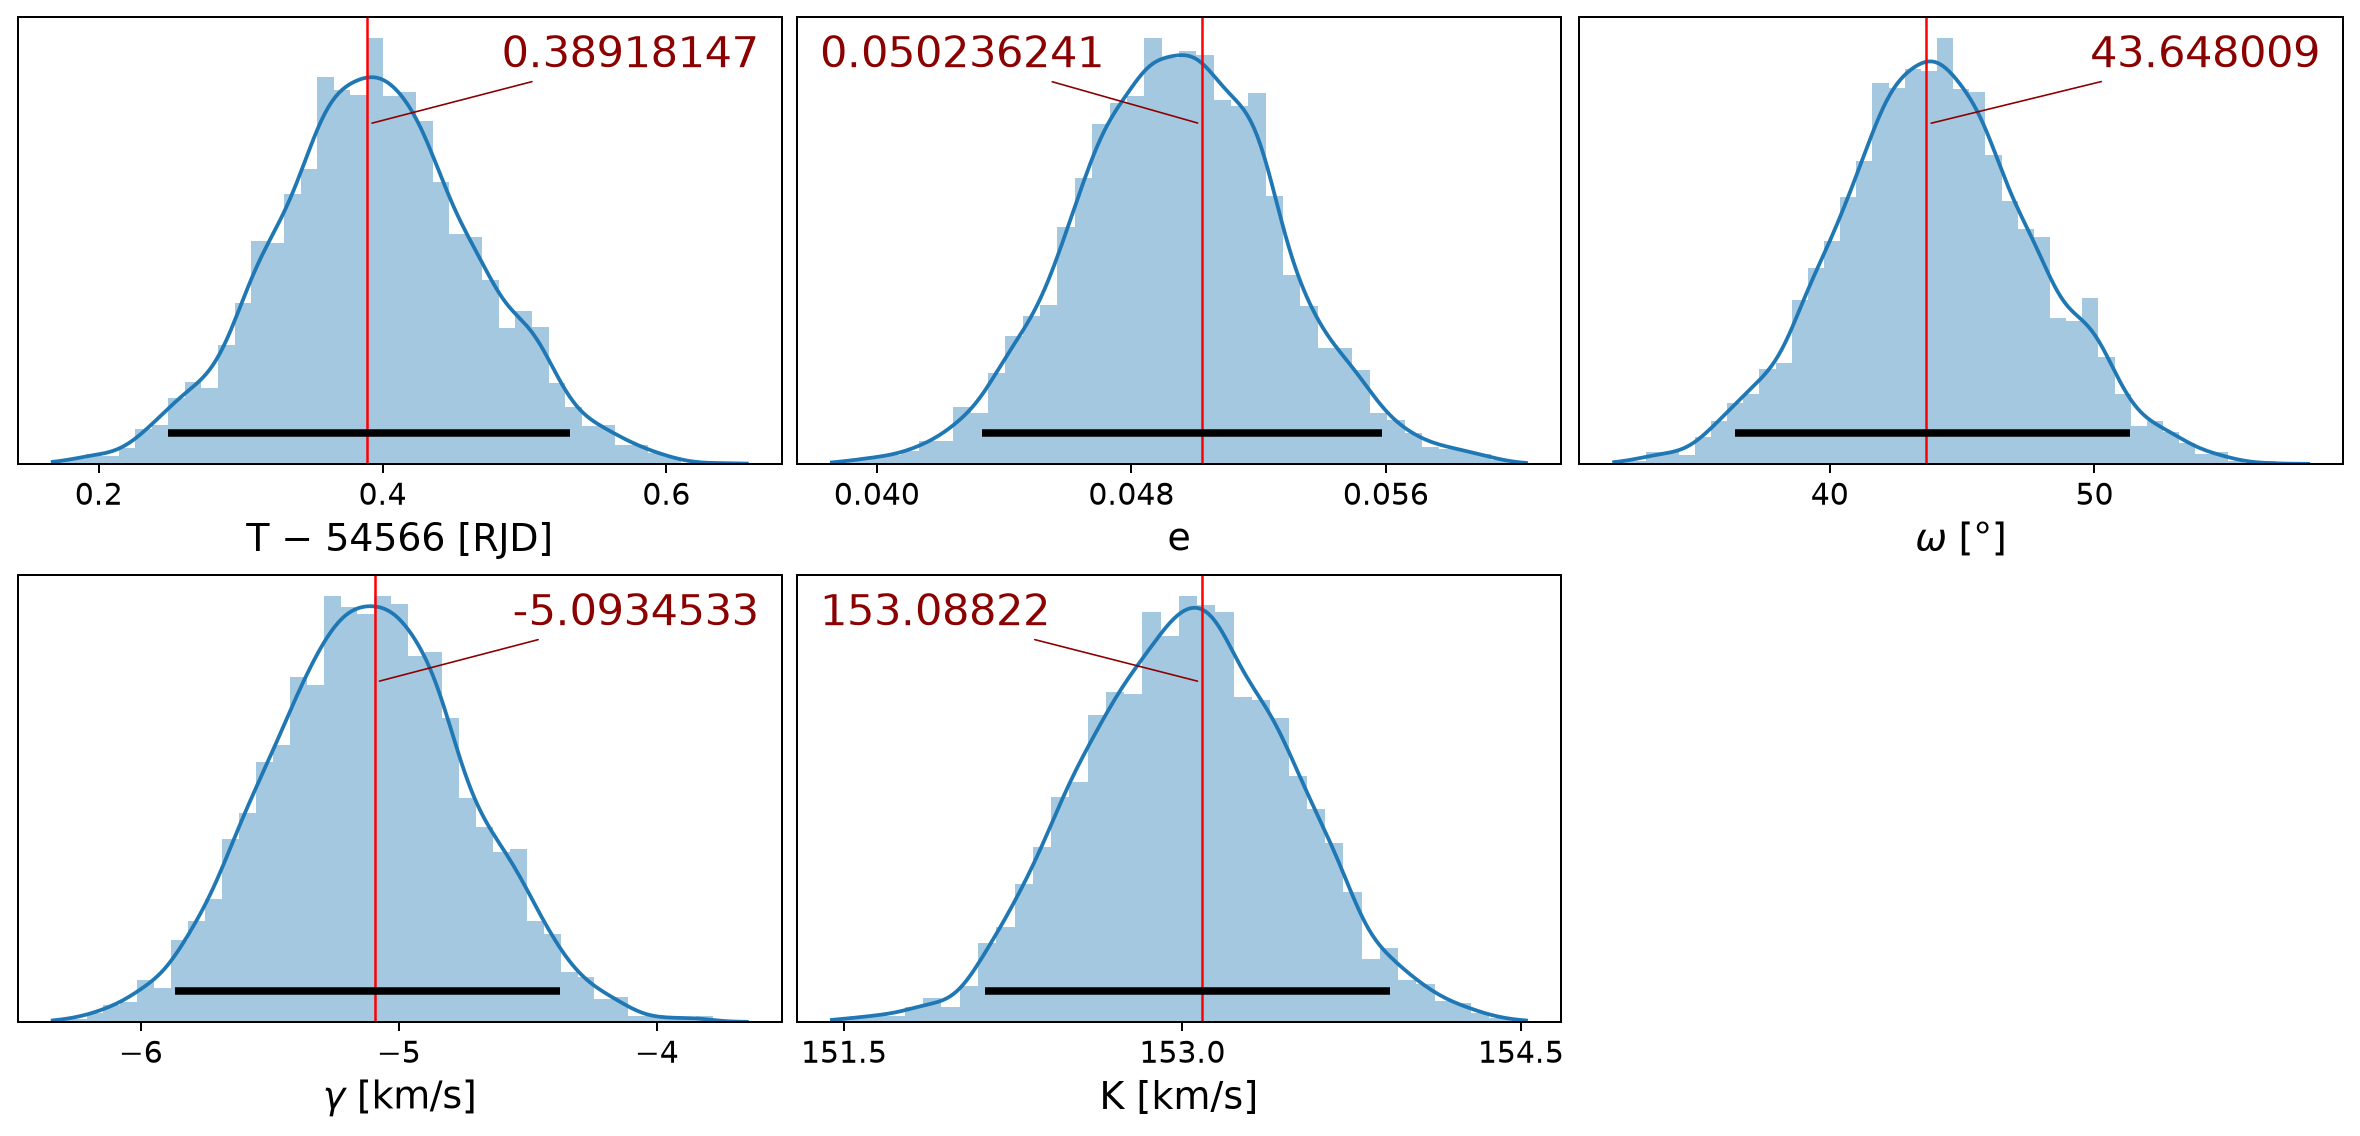 0.38918147
0.2 0.4 0.6
T − 54566 [RJD]
0.050236241
0.040 0.048 0.056
e
43.648009
40 50
ω [°]
-5.0934533
−6 −5 −4
γ [km/s]
153.08822
151.5 153.0 154.5
K [km/s]